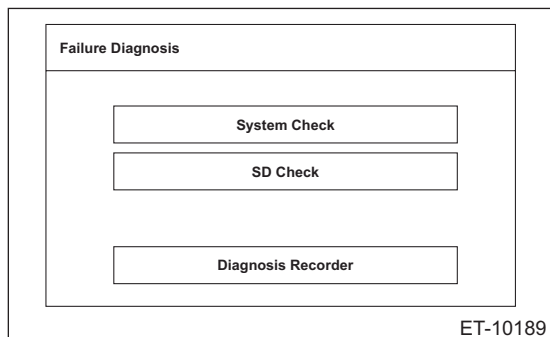 Failure Diagnosis
System Check
SD Check
Diagnosis Recorder
ET-10189